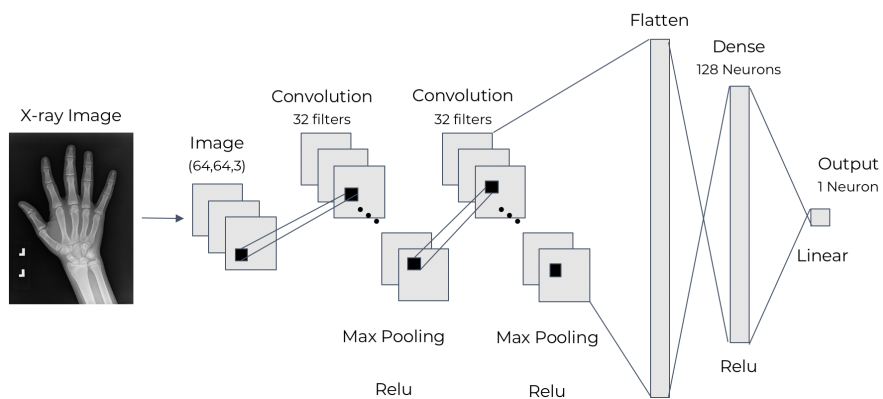 X-ray Image
Image
(64,64,3)
Convolution
32 filters
Convolution
32 filters
Max Pooling
Relu
Max Pooling
Relu
Flatten
Dense
128 Neurons
Relu
Output
1 Neuron
Linear